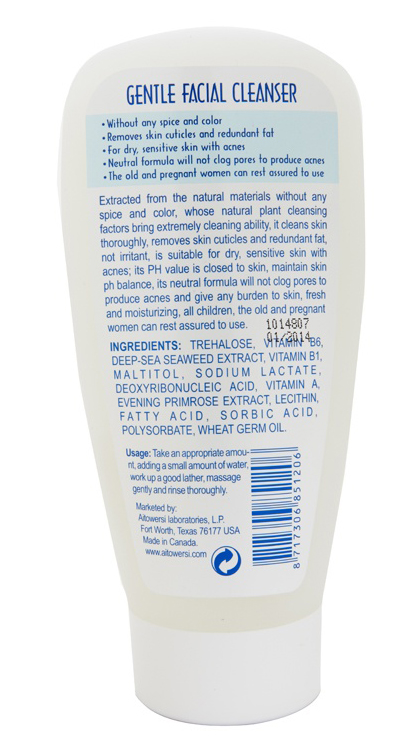 GENTLE FACIAL CLEANSER
• Without any spice and color
• Removes skin cuticles and redundant fat
• For dry, sensitive skin with acnes
• Neutral formula will not clog pores to produce acnes
• The old and pregnant women can rest assured to use
Extracted from the natural materials without any
spice and color, whose natural plant cleansing
factors bring extremely cleaning ability, it cleans skin
thoroughly, removes skin cuticles and redundant fat,
not irritant, is suitable for dry, sensitive skin with
acnes; its PH value is closed to skin, maintain skin
ph balance, its neutral formula will not clog pores to
produce acnes and give any burden to skin, fresh
and moisturizing, all children, the old and pregnant
women can rest assured to use.
1014807
01/2014
INGREDIENTS: TREHALOSE, VITAMIN B6,
DEEP-SEA SEAWEED EXTRACT, VITAMIN B1,
MALTITOL, SODIUM LACTATE,
DEOXYRIBONUCLEIC ACID, VITAMIN A,
EVENING PRIMROSE EXTRACT, LECITHIN,
FATTY ACID, SORBIC ACID,
POLYSORBATE, WHEAT GERM OIL.
Usage: Take an appropriate amou-
nt, adding a small amount of water,
work up a good lather, massage
gently and rinse thoroughly.
Marketed by:
Aitowersi laboratories, L.P.
Fort Worth, Texas 76177 USA
Made in Canada.
www.aitowersi.com
8 717306 851206